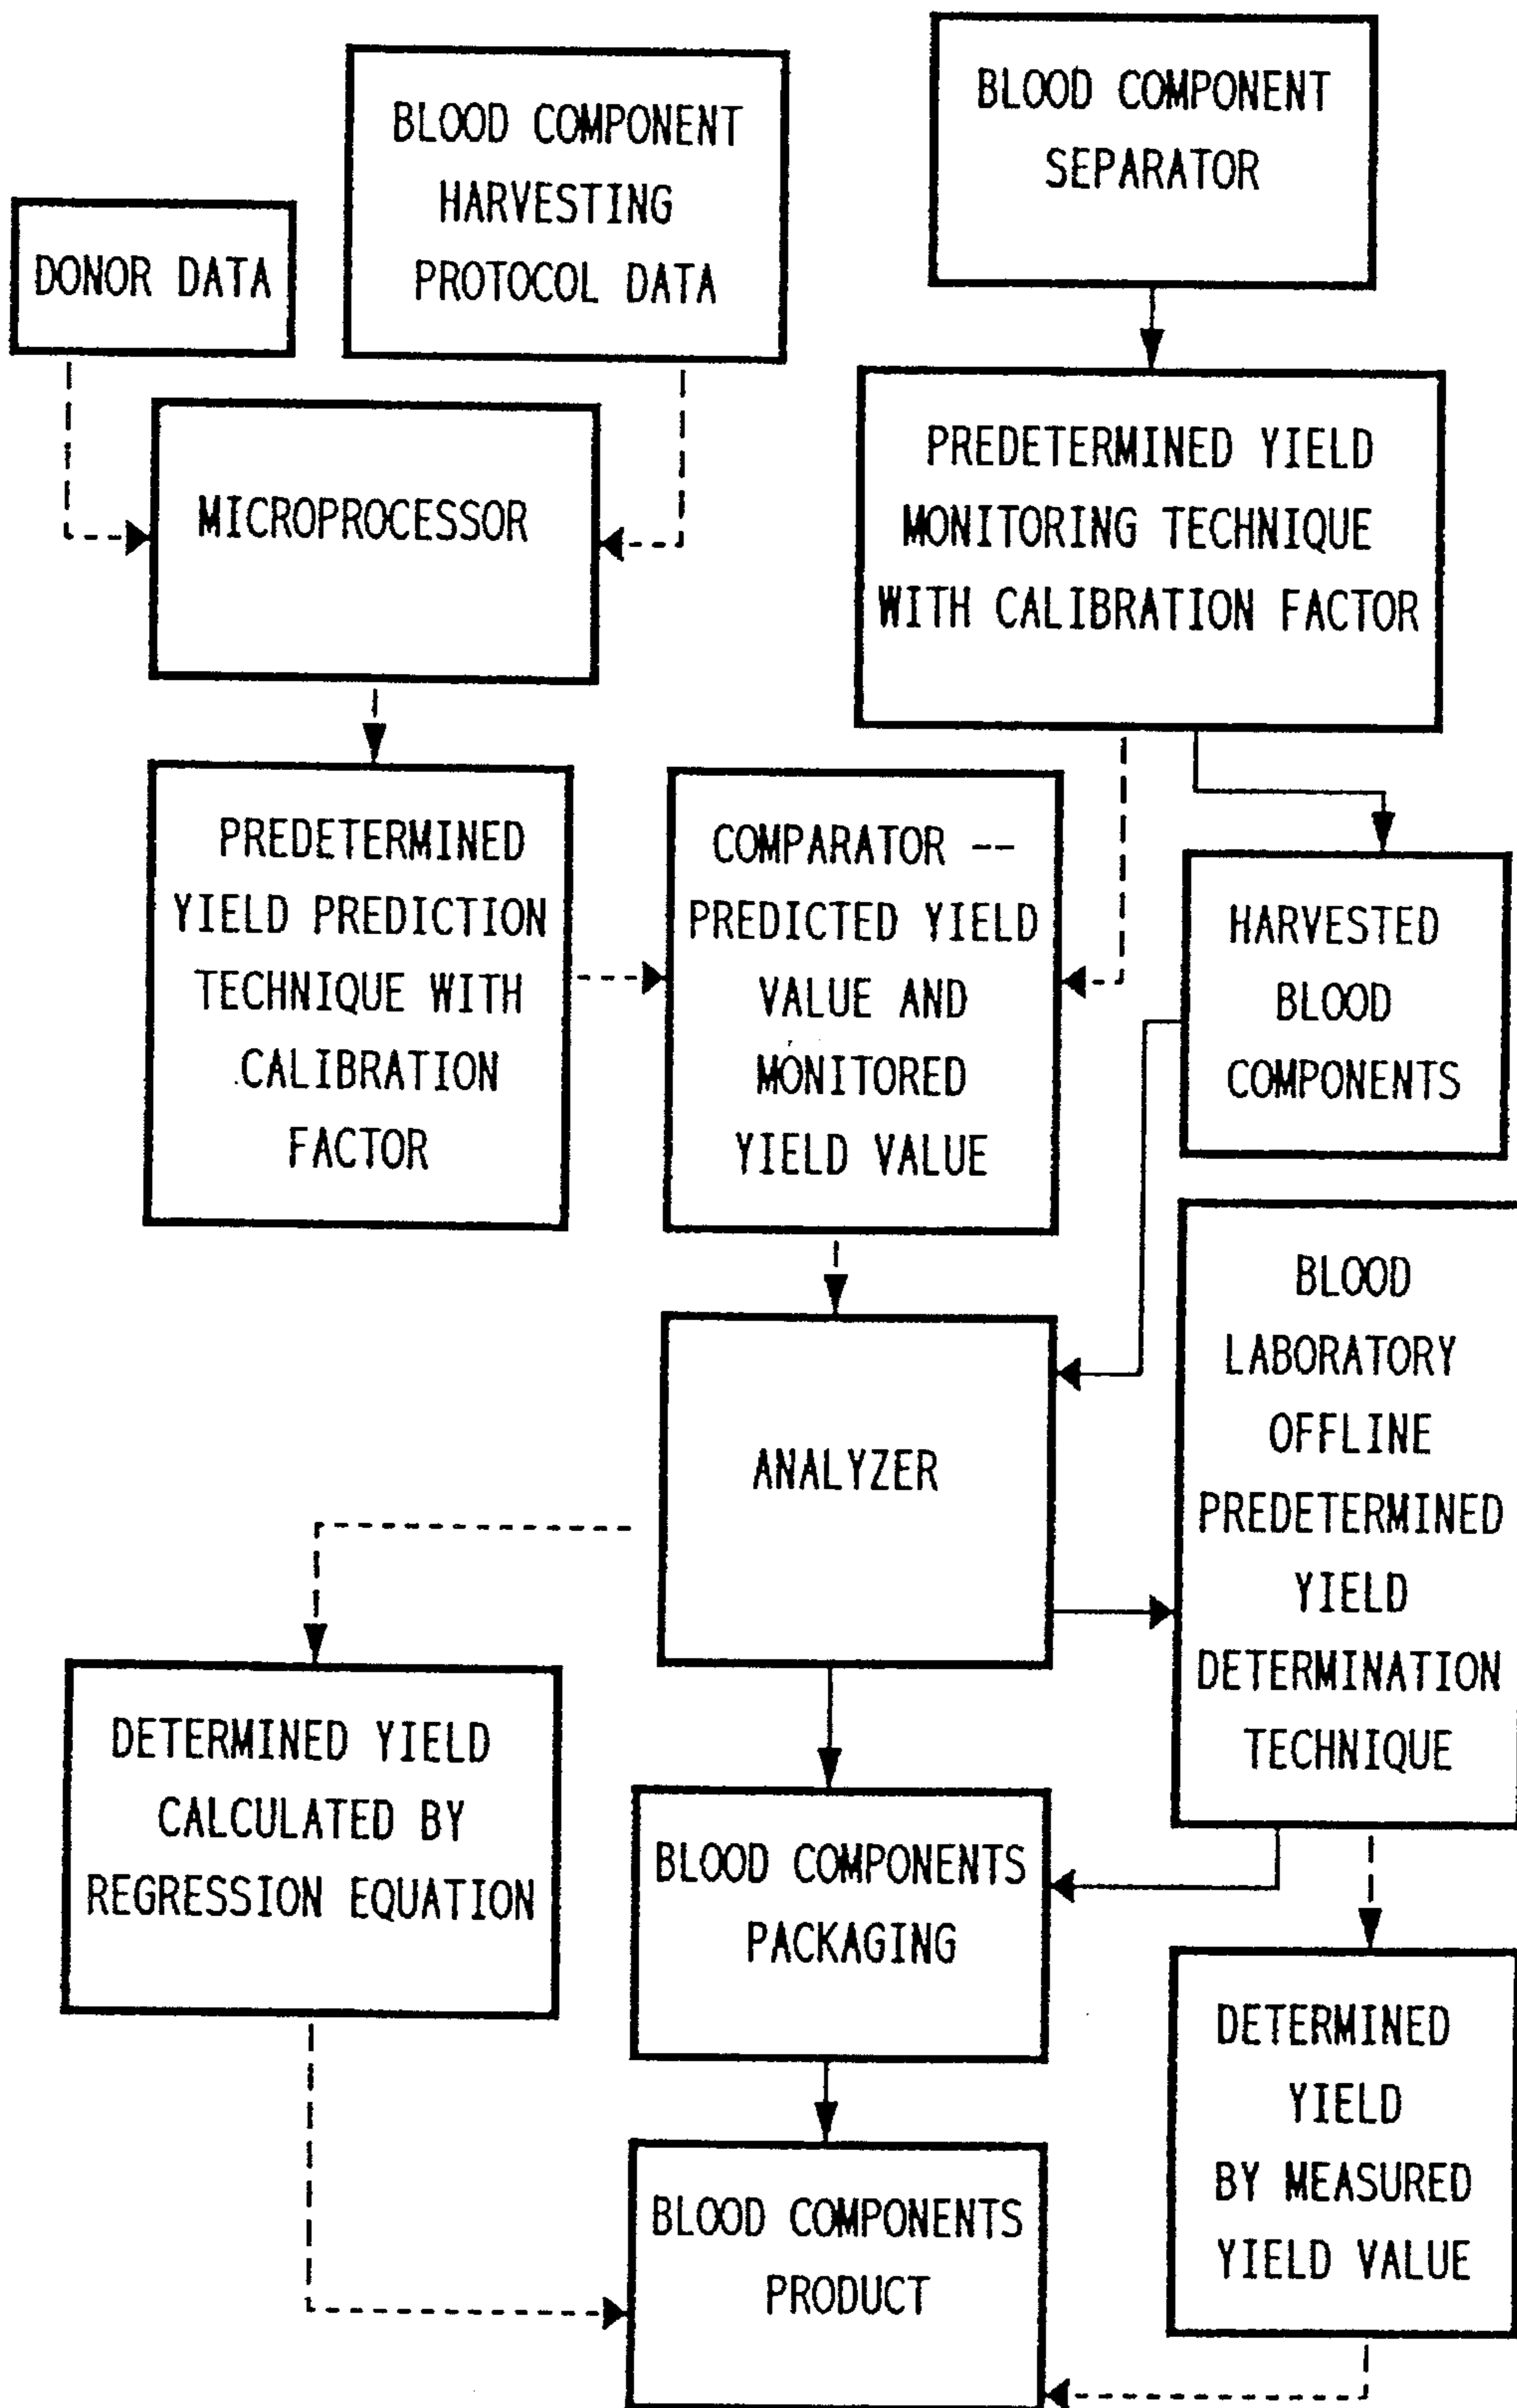 BLOOD COMPONENT
SEPARATOR
BLOOD COMPONENT
HARVESTING
PROTOCOL DATA
DONOR DATA
MICROPROCESSOR
PREDETERMINED YIELD
MONITORING TECHNIQUE
WITH CALIBRATION FACTOR
PREDETERMINED
YIELD PREDICTION
TECHNIQUE WITH
CALIBRATION
FACTOR
COMPARATOR --
PREDICTED YIELD
VALUE AND
MONITORED
YIELD VALUE
HARVESTED
BLOOD
COMPONENTS
ANALYZER
BLOOD
LABORATORY
OFFLINE
PREDETERMINED
YIELD
DETERMINATION
TECHNIQUE
DETERMINED YIELD
CALCULATED BY
REGRESSION EQUATION
BLOOD COMPONENTS
PACKAGING
DETERMINED
YIELD
BY MEASURED
YIELD VALUE
BLOOD COMPONENTS
PRODUCT